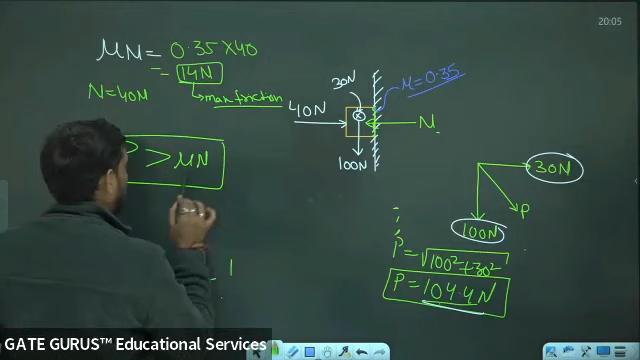 20:05
μN = 0.35 × 40
= 14N
max friction
N = 40N
> μN
1
30N
μ = 0.35
40N
N
100N
30N
P
100N
P = √100² + 30²
P = 104.4N
GATE GURUS™ Educational Services